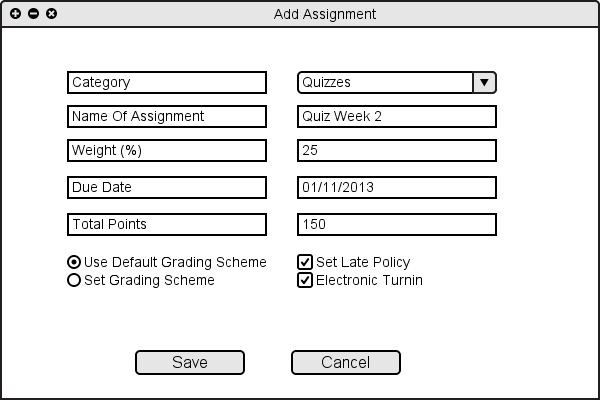 Add Assignment
Category Quizzes
Name Of Assignment Quiz Week 2
Weight (%) 25
Due Date 01/11/2013
Total Points 150
Use Default Grading Scheme Set Late Policy
Set Grading Scheme Electronic Turnin
Save Cancel